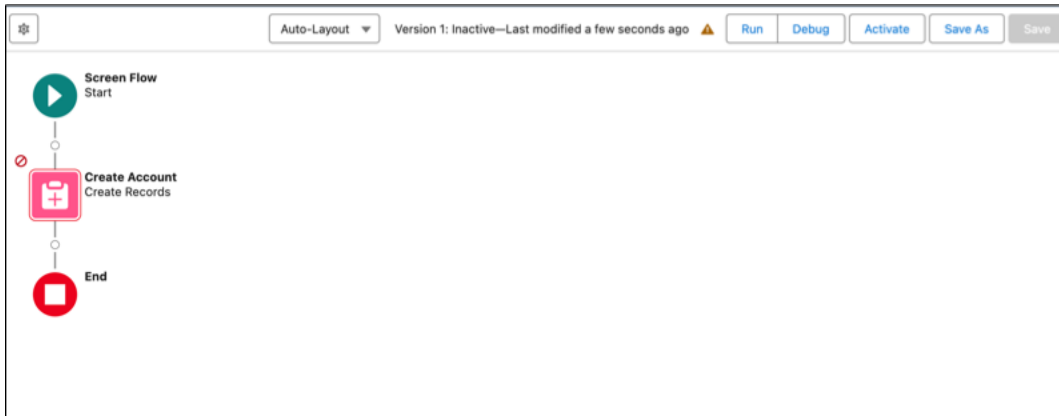 Auto-Layout Version 1: Inactive—Last modified a few seconds ago Run Debug Activate Save As Save
Screen Flow
Start
Create Account
Create Records
End